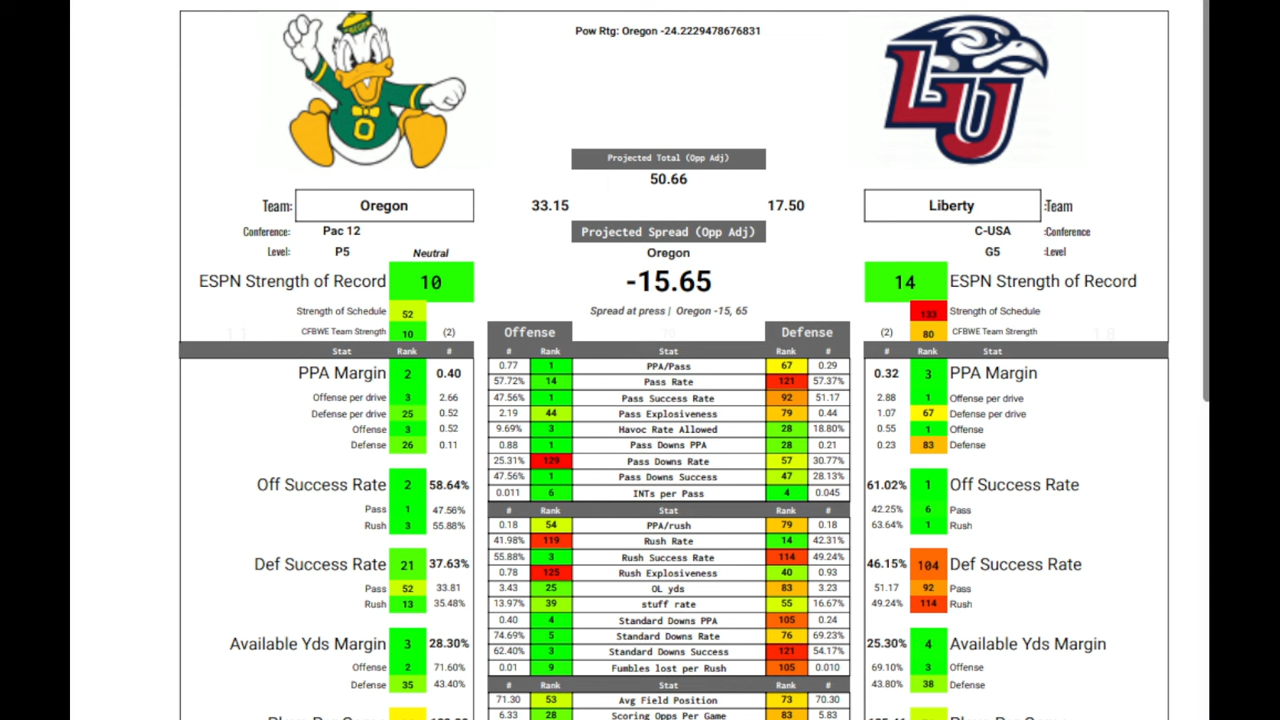 OREGON
O
LU
Pow Rtg: Oregon -24.2229478676831
Projected Total (Opp Adj)
50.66
33.15 17.50
Team: Oregon Liberty :Team
Conference: Pac 12 C-USA :Conference
Level: P5 Neutral G5 :Level
Projected Spread (Opp Adj)
Oregon
-15.65
Spread at press | Oregon -15, 65
ESPN Strength of Record 10 14 ESPN Strength of Record
Strength of Schedule 52 133 Strength of Schedule
CFBWE Team Strength 10 (2) Offense Defense (2) 80 CFBWE Team Strength
Stat Rank # # Rank Stat Rank # # Rank Stat
0.77 1 PPA/Pass 67 0.29
PPA Margin 2 0.40 0.32 3 PPA Margin
57.72% 14 Pass Rate 121 57.37%
Offense per drive 3 2.66 47.56% 1 Pass Success Rate 92 51.17 2.88 1 Offense per drive
Defense per drive 25 0.52 2.19 44 Pass Explosiveness 79 0.44 1.07 67 Defense per drive
Offense 3 0.52 9.69% 3 Havoc Rate Allowed 28 18.80% 0.55 1 Offense
Defense 26 0.11 0.88 1 Pass Downs PPA 28 0.21 0.23 83 Defense
25.31% 129 Pass Downs Rate 57 30.77%
47.56% 1 Pass Downs Success 47 28.13%
Off Success Rate 2 58.64% 61.02% 1 Off Success Rate
0.011 6 INTs per Pass 4 0.045
Pass 1 47.56% # Rank Stat Rank # 42.25% 6 Pass
Rush 3 55.88% 0.18 54 PPA/rush 79 0.18 63.64% 1 Rush
41.98% 119 Rush Rate 14 42.31%
55.88% 3 Rush Success Rate 114 49.24%
Def Success Rate 21 37.63% 46.15% 104 Def Success Rate
0.78 125 Rush Explosiveness 40 0.93
Pass 52 33.81 3.43 25 OL yds 83 3.23 51.17 92 Pass
Rush 13 35.48% 13.97% 39 stuff rate 55 16.67% 49.24% 114 Rush
0.40 4 Standard Downs PPA 105 0.24
74.69% 5 Standard Downs Rate 76 69.23%
Available Yds Margin 3 28.30% 25.30% 4 Available Yds Margin
62.40% 3 Standard Downs Success 121 54.17%
Offense 2 71.60% 0.01 9 Fumbles lost per Rush 105 0.010 69.10% 3 Offense
Defense 35 43.40% # Rank Stat Rank # 43.80% 38 Defense
71.30 53 Avg Field Position 73 70.30
6.33 28 Scoring Opps Per Game 83 5.83